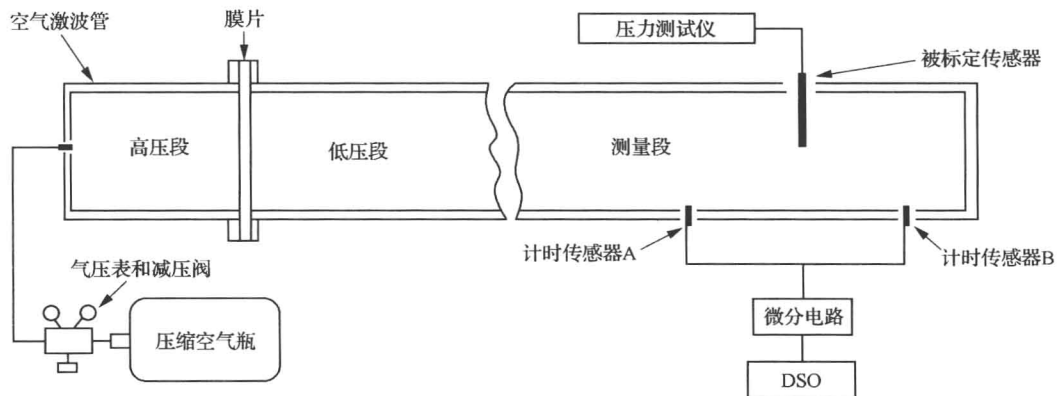 空气激波管
膜片
压力测试仪
被标定传感器
高压段
低压段
测量段
计时传感器A
计时传感器B
气压表和减压阀
压缩空气瓶
微分电路
DSO